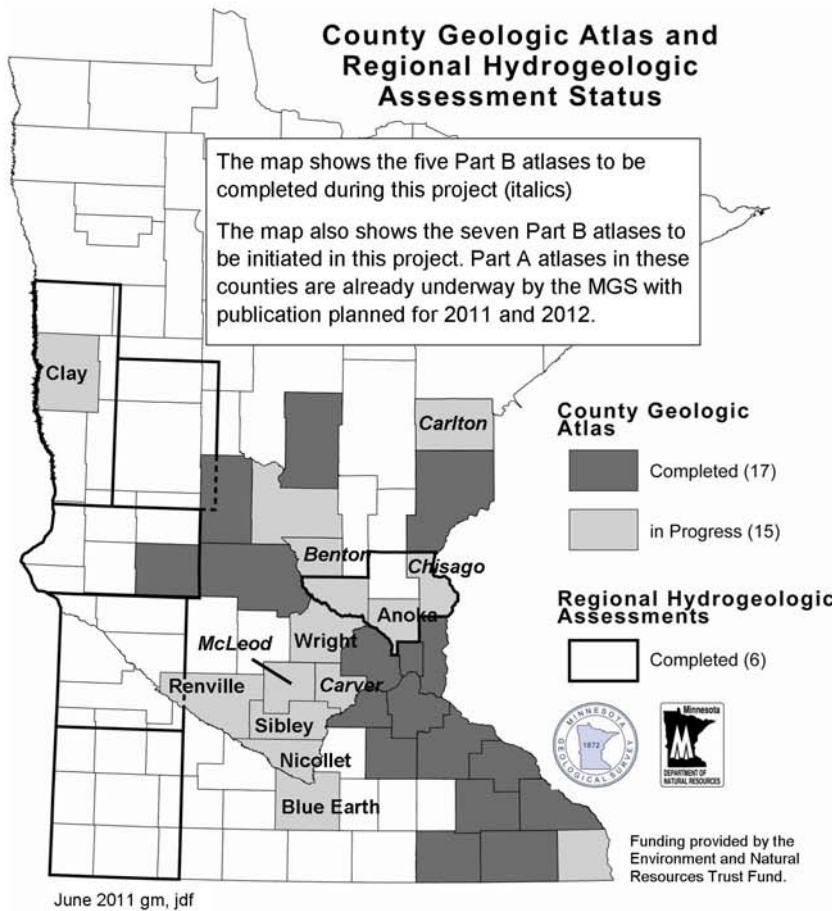 County Geologic Atlas and
Regional Hydrogeologic
Assessment Status
The map shows the five Part B atlases to be
completed during this project (italics)
The map also shows the seven Part B atlases to
be initiated in this project. Part A atlases in these
counties are already underway by the MGS with
publication planned for 2011 and 2012.
Clay
Carlton
Benton
Chisago
Anoka
McLeod
Wright
Renville
Carver
Sibley
Nicollet
Blue Earth
County Geologic
Atlas
Completed (17)
in Progress (15)
Regional Hydrogeologic
Assessments
Completed (6)
MINNESOTA
1872
GEOLOGICAL SURVEY
Minnesota
DEPARTMENT OF
NATURAL RESOURCES
Funding provided by the
Environment and Natural
Resources Trust Fund.
June 2011 gm, jdf